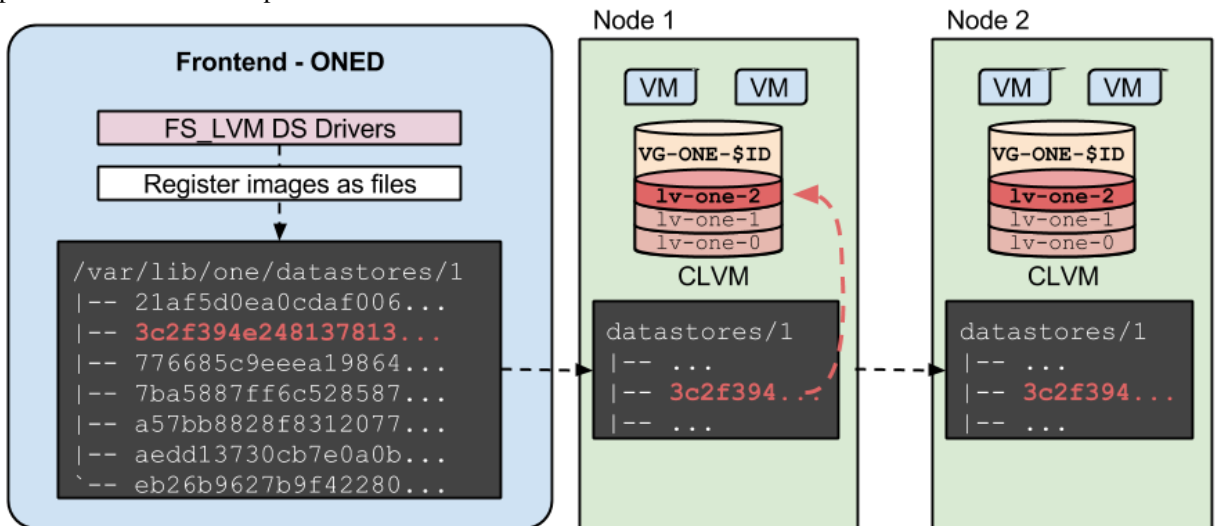 Frontend - ONED
FS_LVM DS Drivers
Register images as files
/var/lib/one/datastores/1
|-- 21af5d0ea0cdaf006...
|-- 3c2f394e248137813...
|-- 776685c9eeea19864...
|-- 7ba5887ff6c528587...
|-- a57bb8828f8312077...
|-- aedd13730cb7e0a0b...
`-- eb26b9627b9f42280...
Node 1
VM VM
VG-ONE-$ID
lv-one-2
lv-one-1
lv-one-0
CLVM
datastores/1
|-- ...
|-- 3c2f394...
|-- ...
Node 2
VM VM
VG-ONE-$ID
lv-one-2
lv-one-1
lv-one-0
CLVM
datastores/1
|-- ...
|-- 3c2f394...
|-- ...